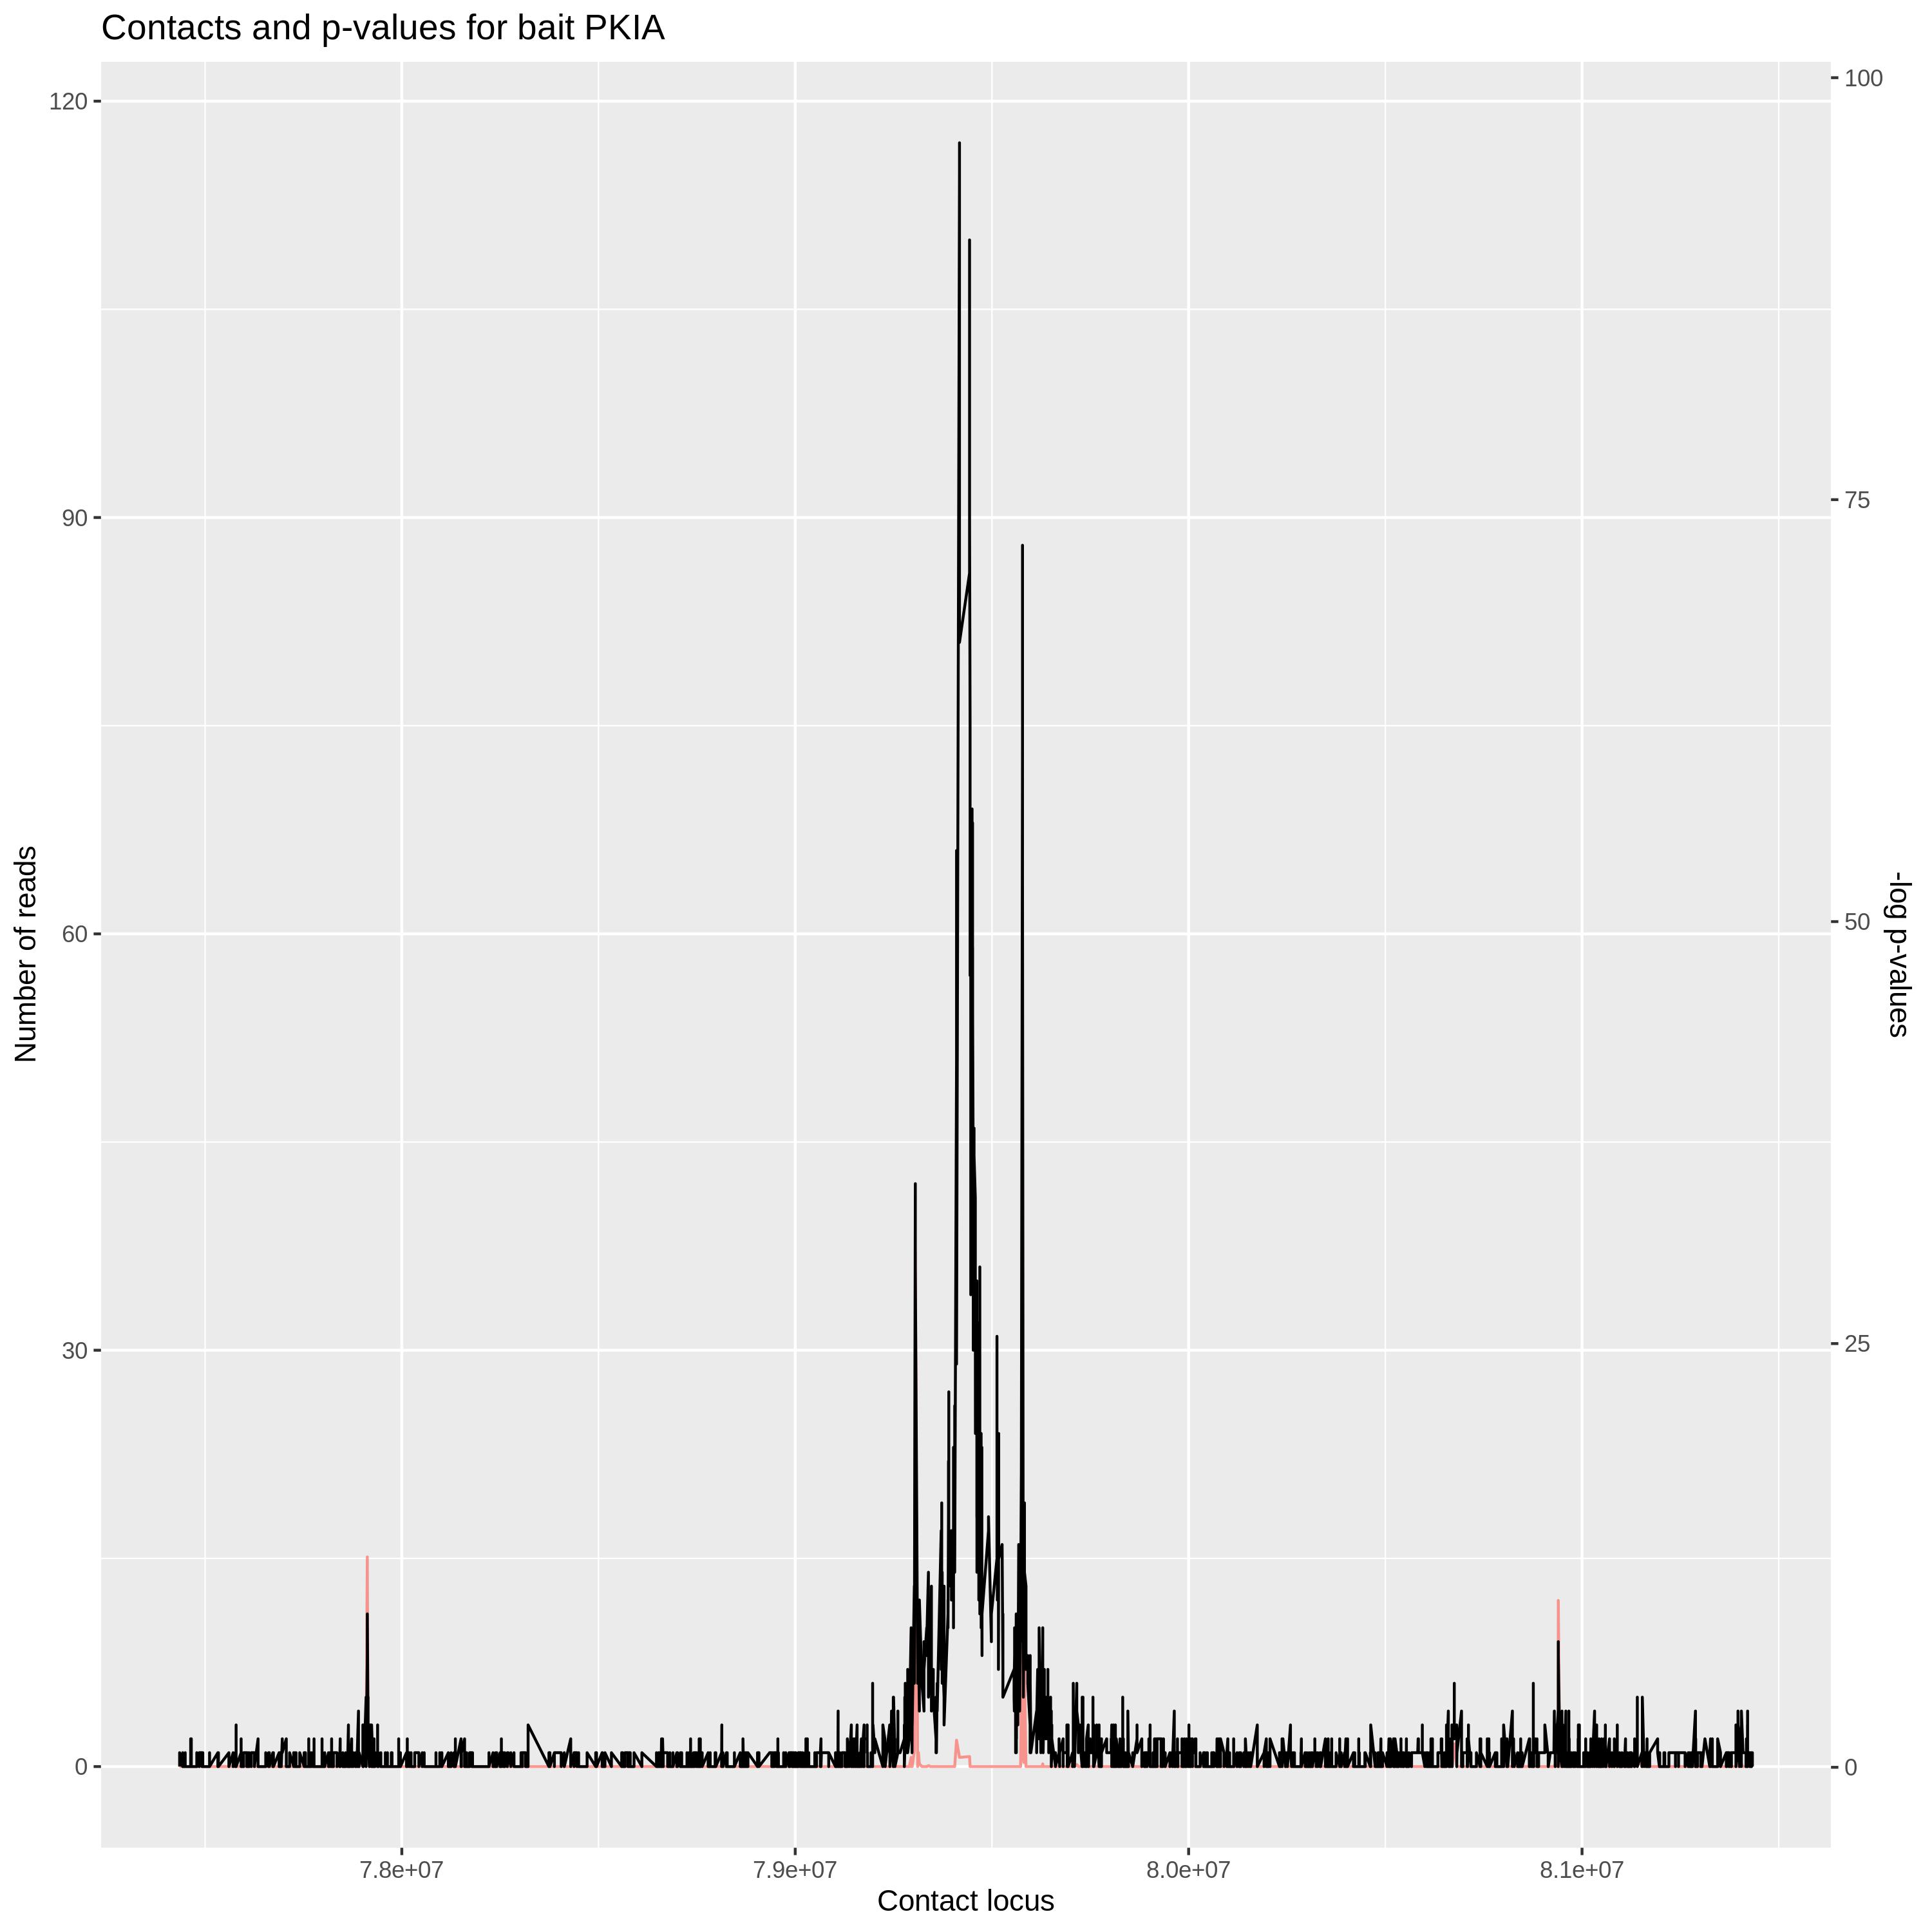 Contacts and p-values for bait PKIA
120
90
60
30
0
Number of reads
100
75
50
25
0
-log p-values
7.8e+07
7.9e+07
8.0e+07
8.1e+07
Contact locus